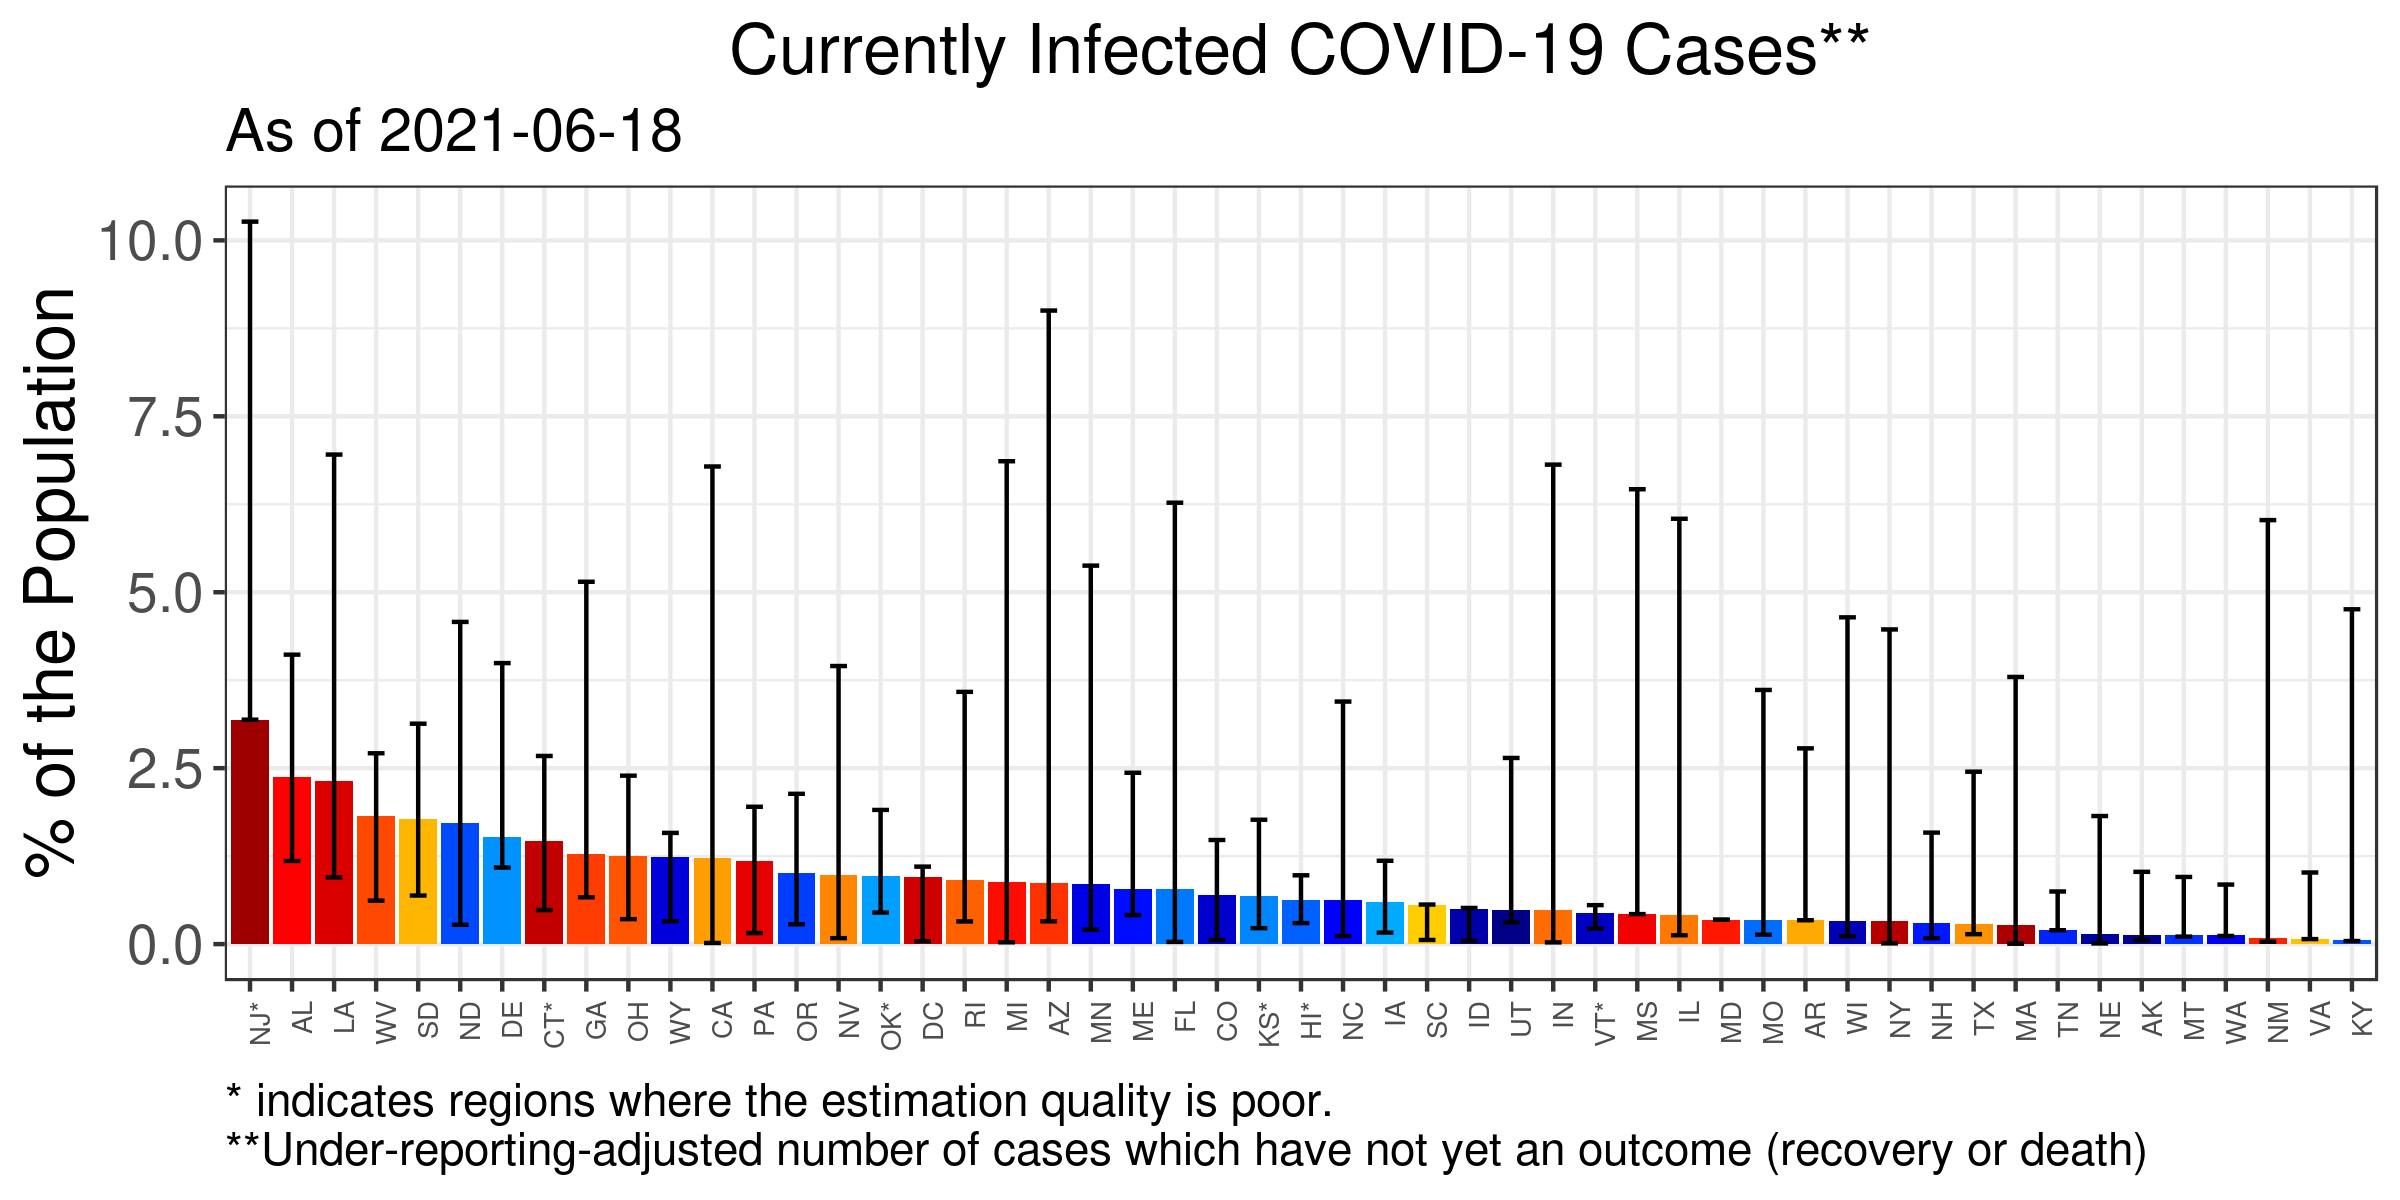 Currently Infected COVID-19 Cases**
As of 2021-06-18
% of the Population
10.0
7.5
5.0
2.5
0.0
NJ* AL LA WV SD ND DE CT* GA OH WY CA PA OR NV OK* DC RI MI AZ MN ME FL CO KS* HI* NC IA SC ID UT IN VT* MS IL MD MO AR WI NY NH TX MA TN NE AK MT WA NM VA KY
* indicates regions where the estimation quality is poor.
**Under-reporting-adjusted number of cases which have not yet an outcome (recovery or death)